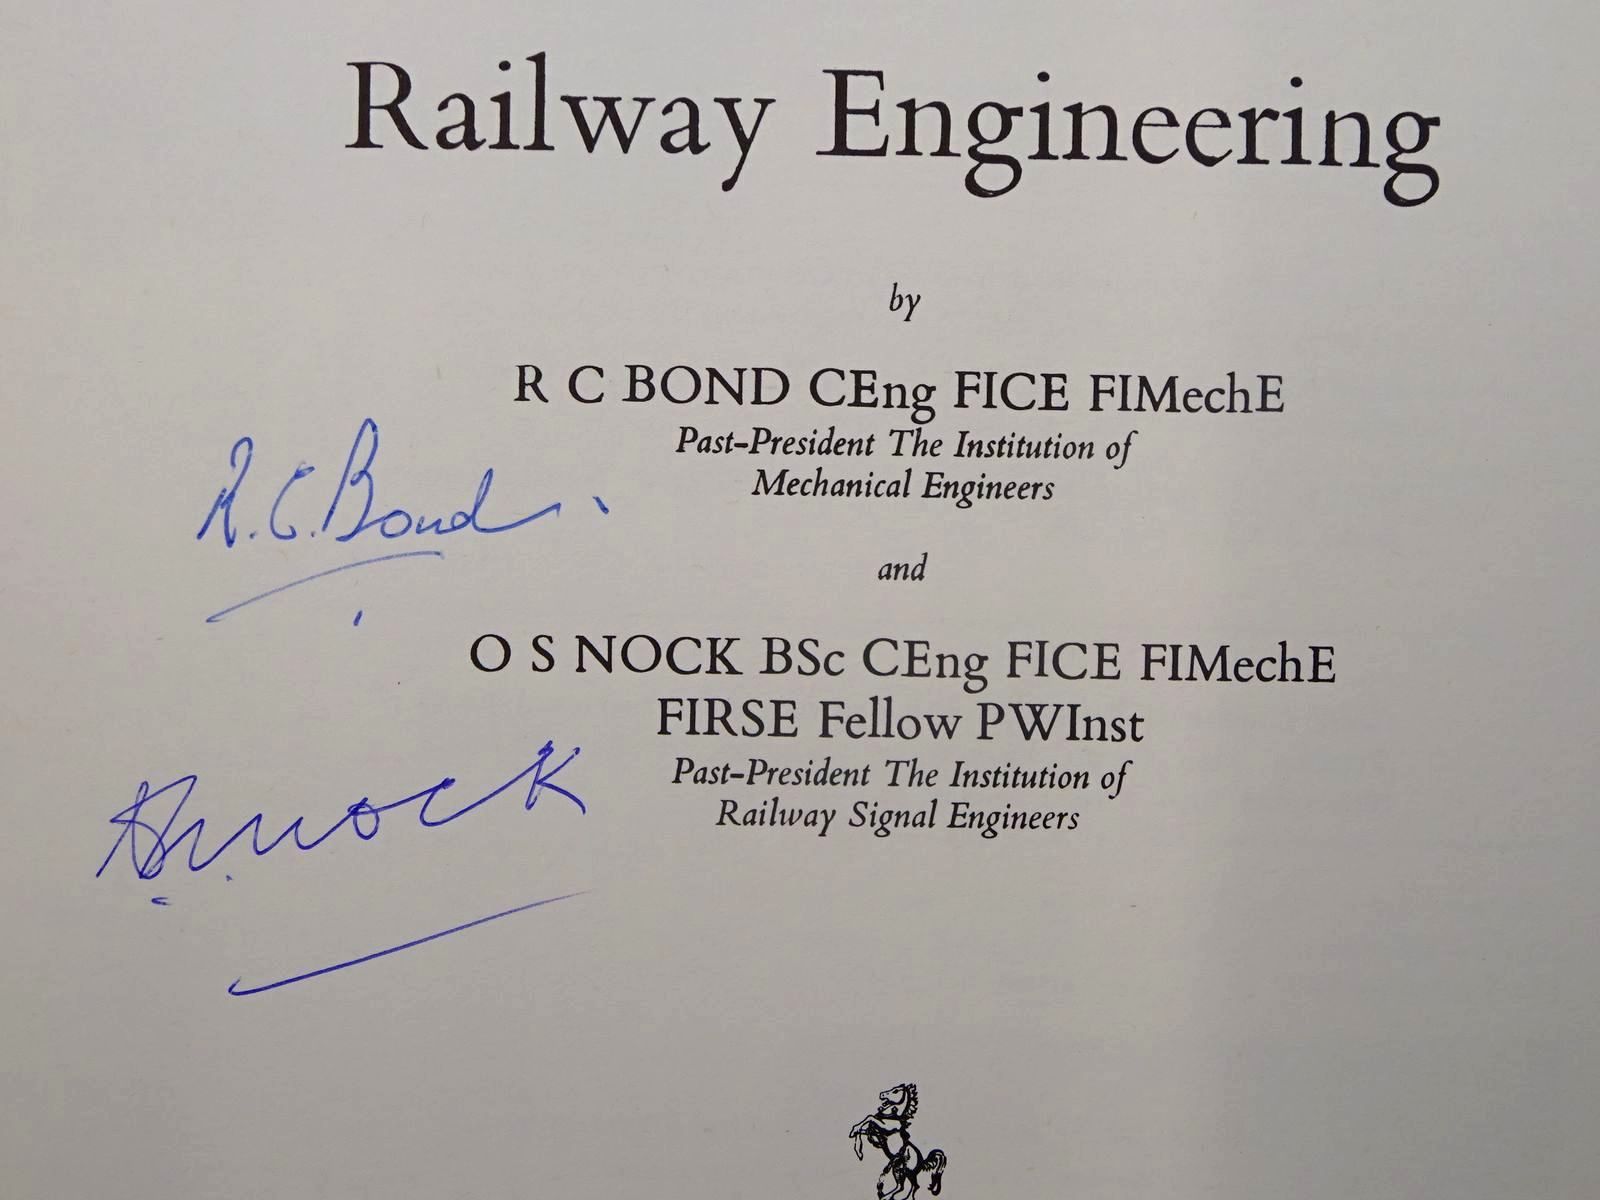 Railway Engineering
by
R C BOND CEng FICE FIMechE
Past-President The Institution of
Mechanical Engineers
R. C. Bond
and
O S NOCK BSc CEng FICE FIMechE
FIRSE Fellow PWInst
Past-President The Institution of
Railway Signal Engineers
Nock